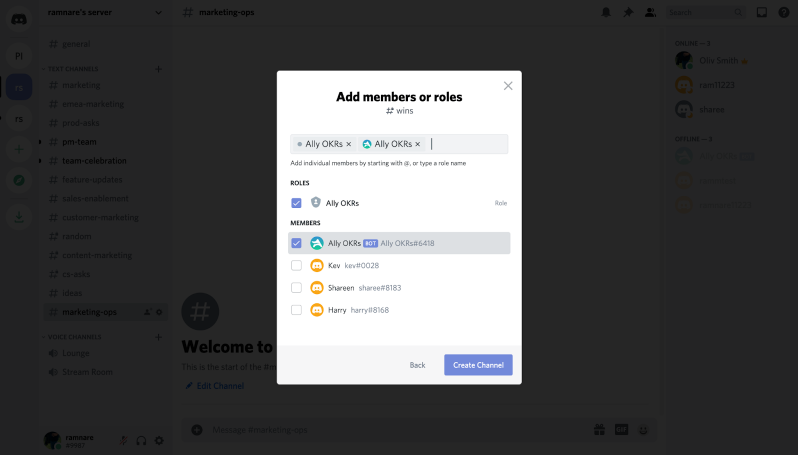 ramnare's server
# marketing-ops
Search
# general
TEXT CHANNELS
# marketing
# emea-marketing
# prod-asks
# pm-team
# team-celebration
# feature-updates
# sales-enablement
# customer-marketing
# random
# content-marketing
# cs-asks
# ideas
# marketing-ops
VOICE CHANNELS
Lounge
Stream Room
ramnare
PI
rs
rs
Welcome to
This is the start of the #m
Edit Channel
Message #marketing-ops
GIF
ONLINE — 3
Oliv Smith
ram11223
sharee
OFFLINE — 3
Add members or roles
# wins
Ally OKRs × Ally OKRs ×
Add individual members by starting with @, or type a role name
ROLES
Ally OKRs Role
MEMBERS
Ally OKRs BOT Ally OKRs#6418
Kev kev#0028
Shareen sharee#8183
Harry harry#8168
Back Create Channel